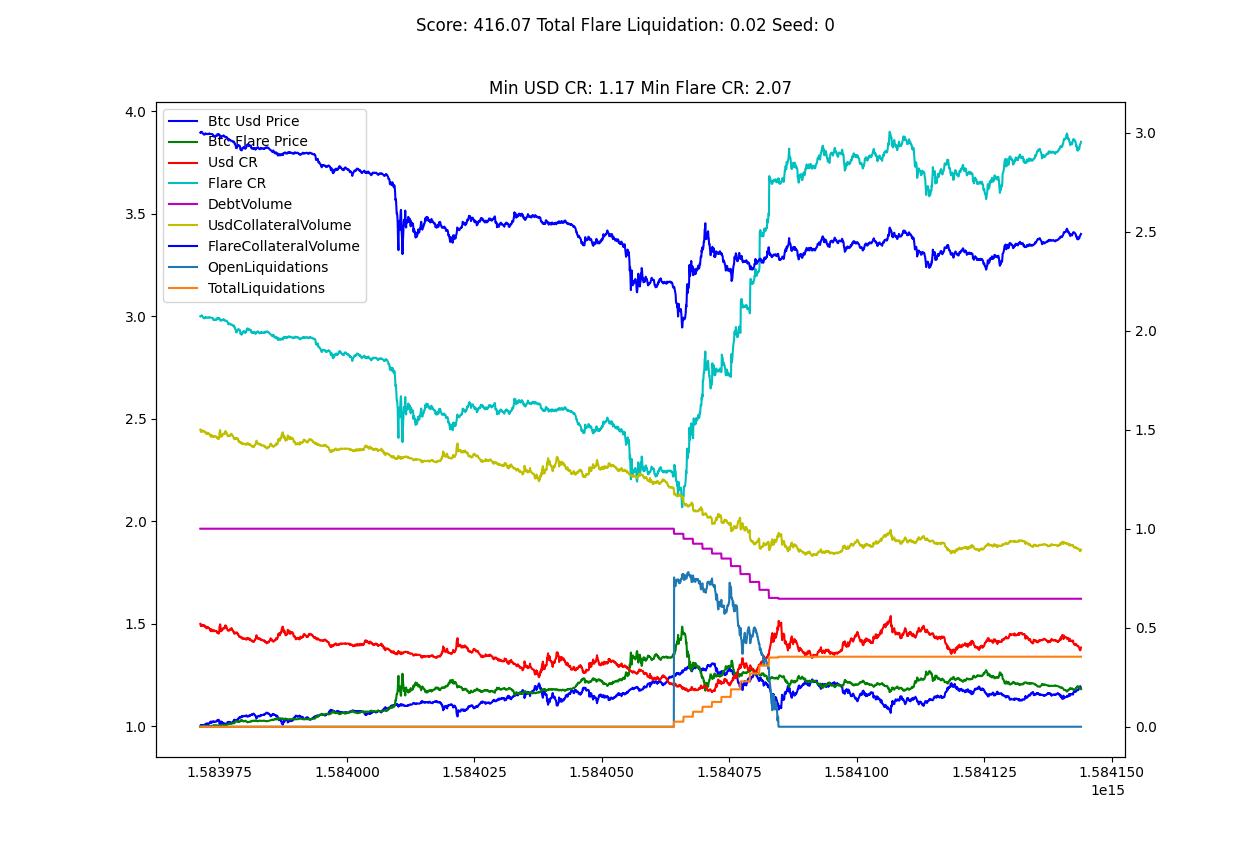 Score: 416.07 Total Flare Liquidation: 0.02 Seed: 0
Min USD CR: 1.17 Min Flare CR: 2.07
Btc Usd Price
Btc Flare Price
Usd CR
Flare CR
DebtVolume
UsdCollateralVolume
FlareCollateralVolume
OpenLiquidations
TotalLiquidations
4.0
3.5
3.0
2.5
2.0
1.5
1.0
3.0
2.5
2.0
1.5
1.0
0.5
0.0
1.583975 1.584000 1.584025 1.584050 1.584075 1.584100 1.584125 1.584150
1e15